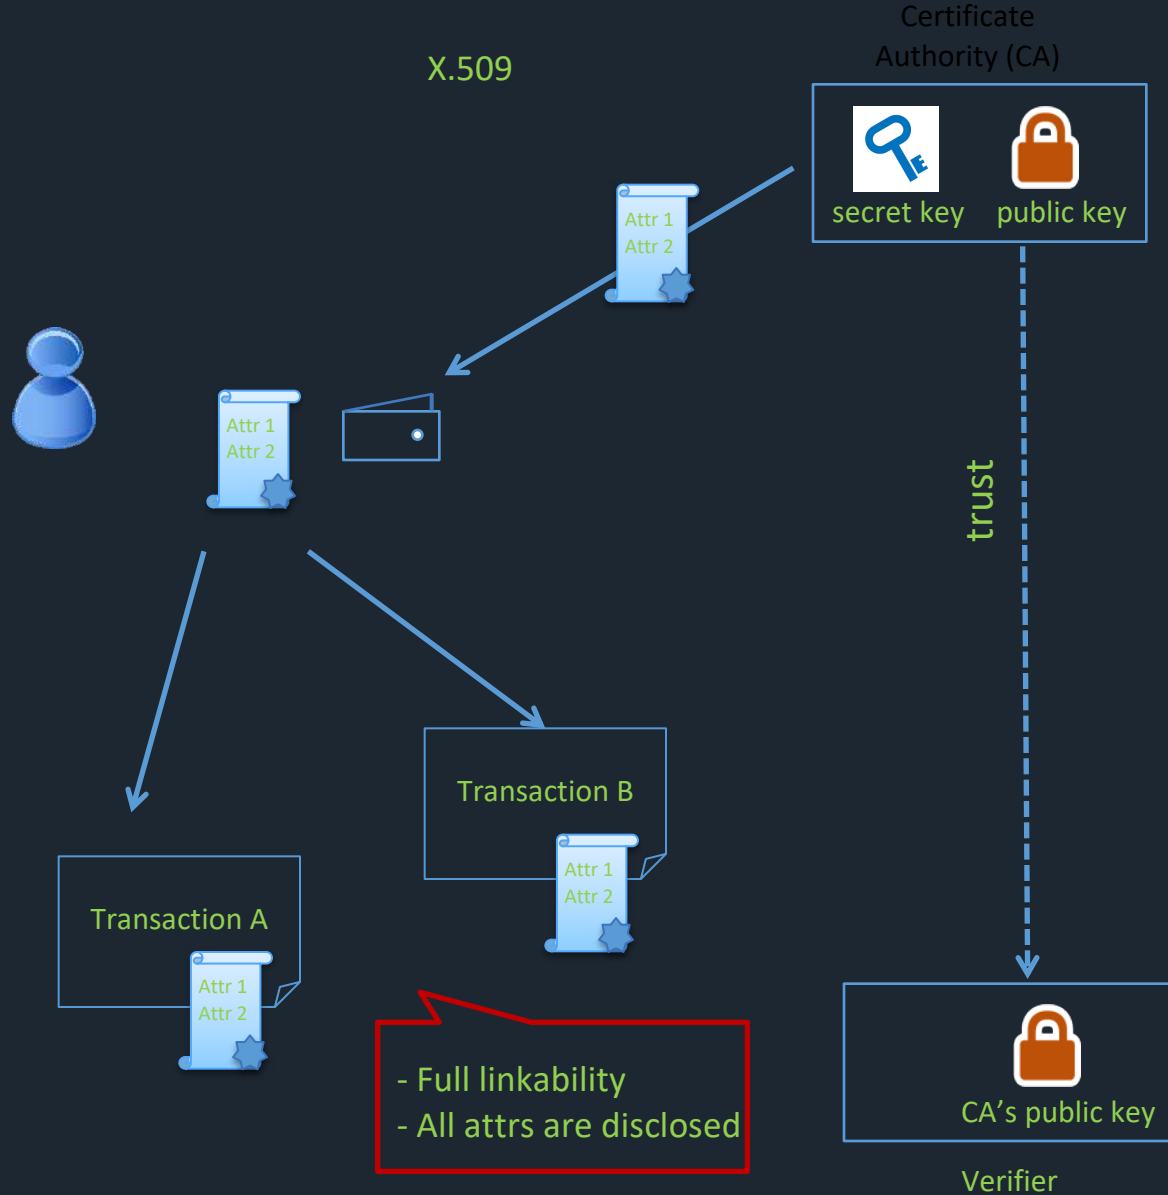 Certificate
Authority (CA)
X.509
secret key
public key
Attr 1
Attr 2
Attr 1
Attr 2
trust
Transaction B
Attr 1
Attr 2
Transaction A
Attr 1
Attr 2
- Full linkability
- All attrs are disclosed
CA's public key
Verifier